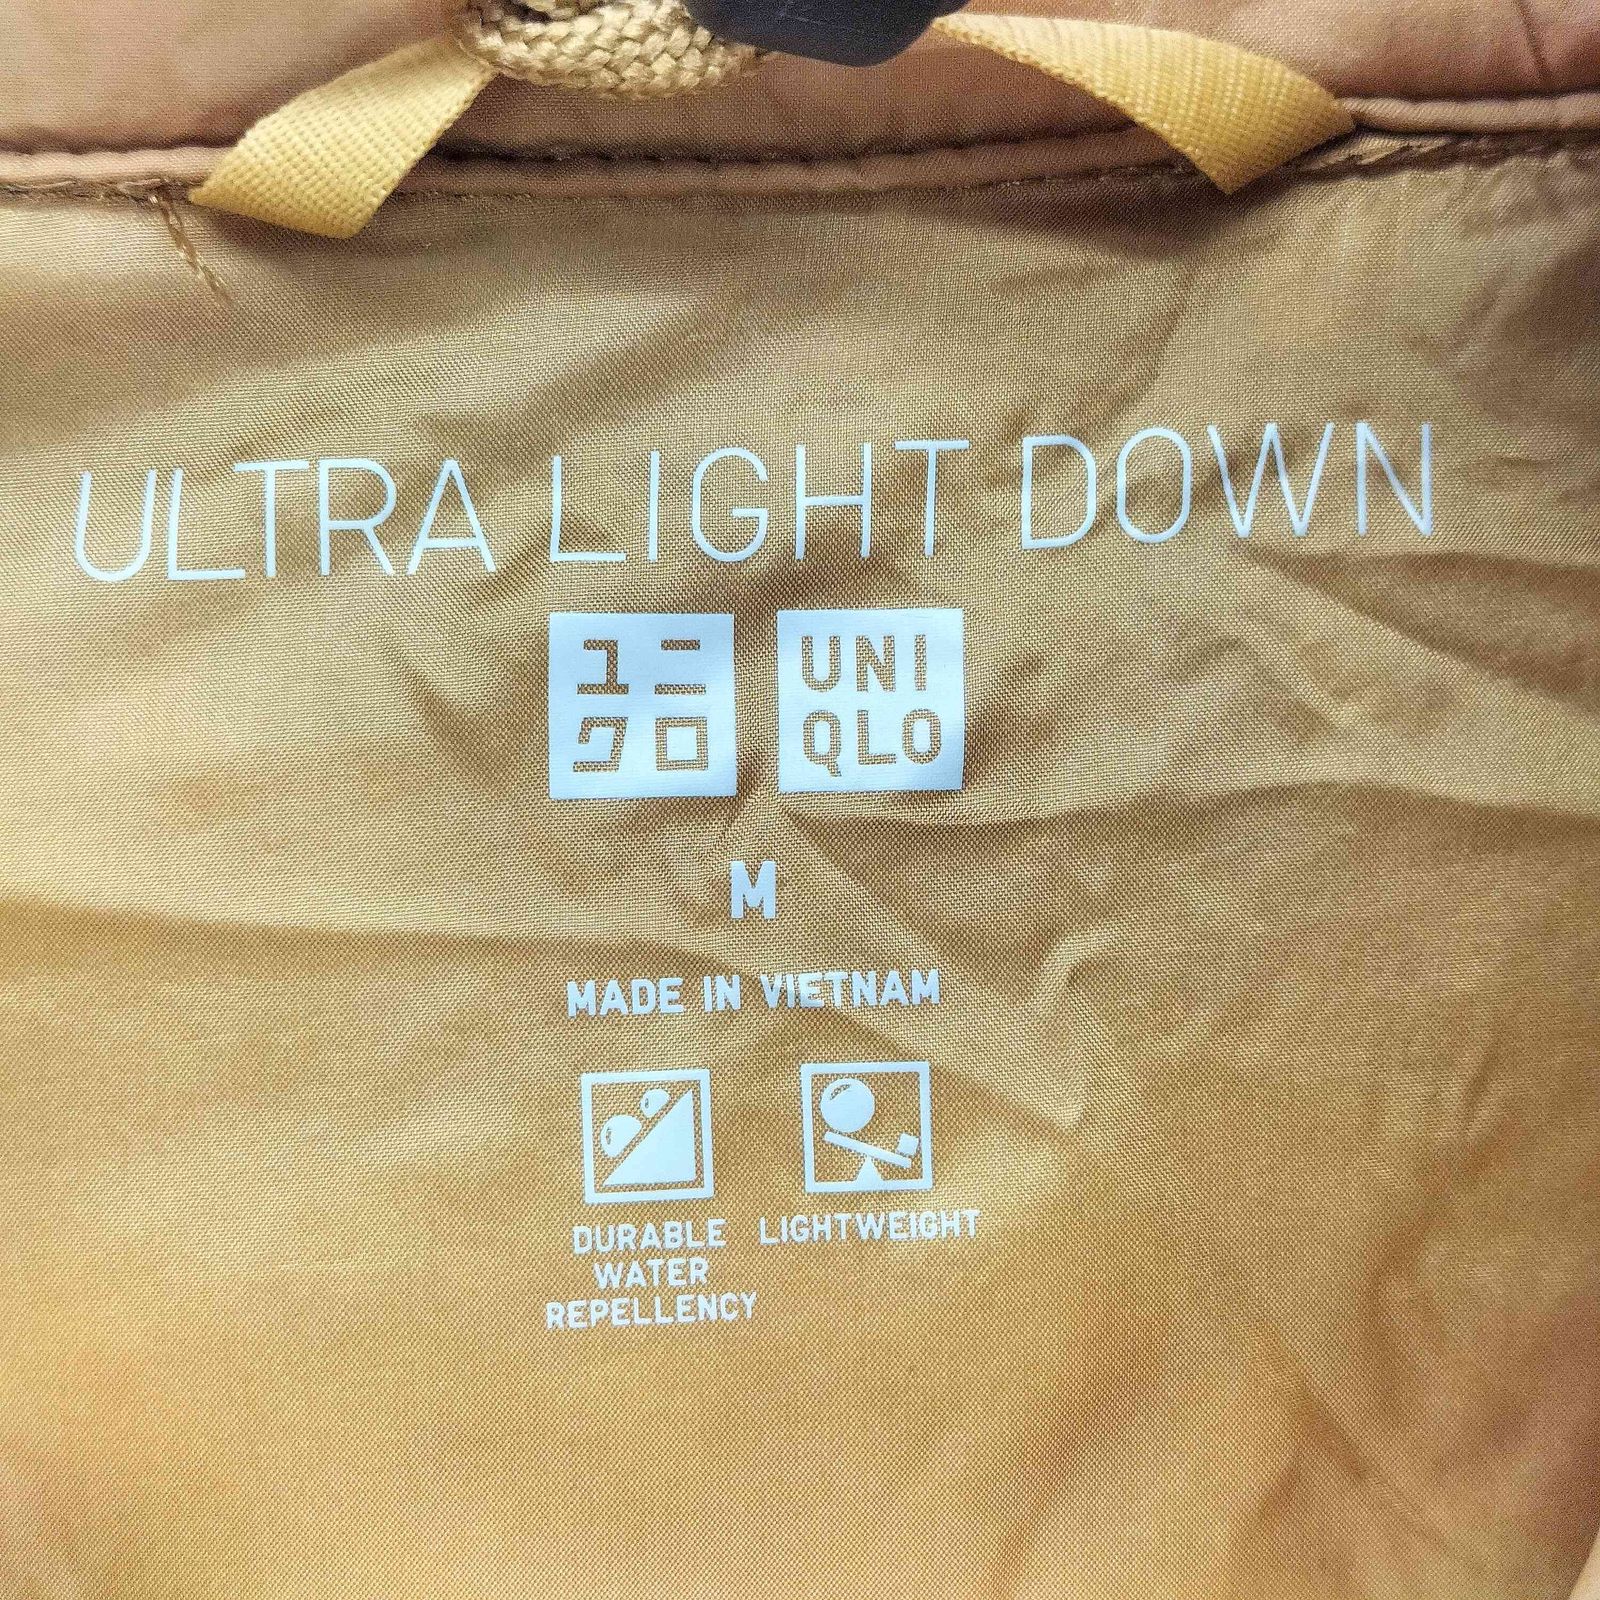 ULTRA LIGHT DOWN
ユニ
クロ
UNI
QLO
M
MADE IN VIETNAM
DURABLE
WATER
REPELLENCY
LIGHTWEIGHT